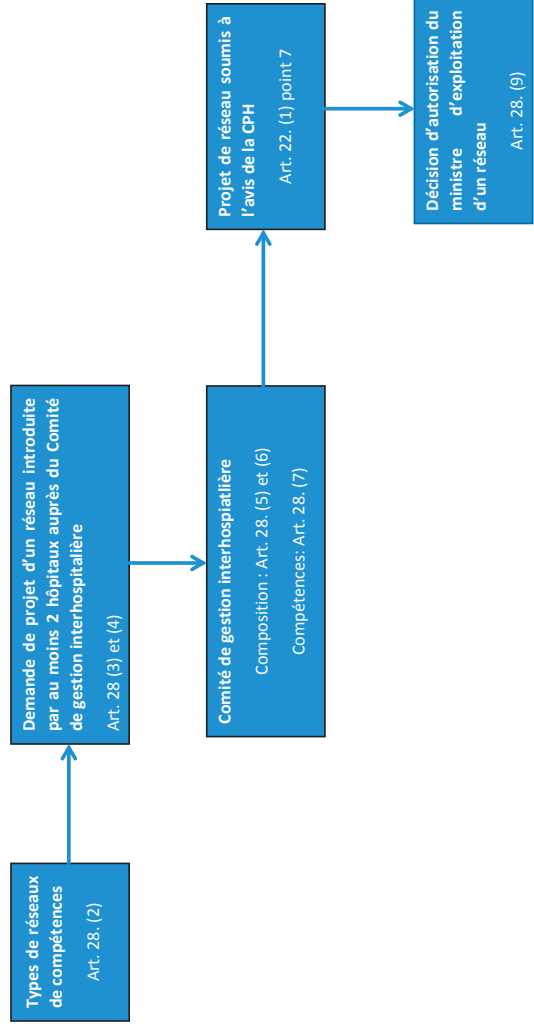 Types de réseaux
de compétences
Art. 28. (2)
Demande de projet d'un réseau introduite
par au moins 2 hôpitaux auprès du Comité
de gestion interhospitalière
Art. 28 (3) et (4)
Comité de gestion interhospiatlière
Composition : Art. 28. (5) et (6)
Compétences: Art. 28. (7)
Projet de réseau soumis à
l'avis de la CPH
Art. 22. (1) point 7
Décision d'autorisation du
ministre d'exploitation
d'un réseau
Art. 28. (9)